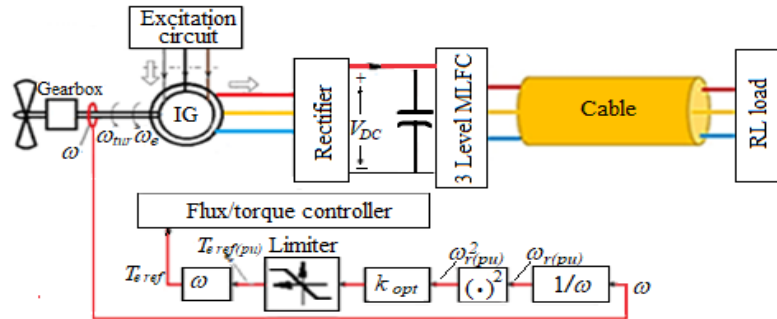 Excitation
circuit
Gearbox
IG
ω
ω_tur
ω_e
Rectifier
+
V_DC
−
3 Level MLFC
Cable
RL load
Flux/torque controller
T_e ref
ω
T_e ref(pu)
Limiter
k_opt
ω²_r(pu)
(·)²
ω_r(pu)
1/ω
ω